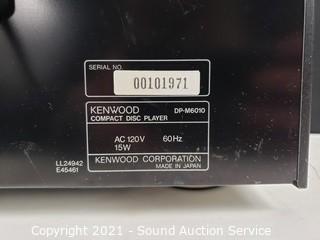 SERIAL NO.
00101971
KENWOOD DP-M6010
COMPACT DISC PLAYER
AC 120V 60Hz
15W
LL24942
E45461
KENWOOD CORPORATION
MADE IN JAPAN
Copyright 2021 - Sound Auction Service